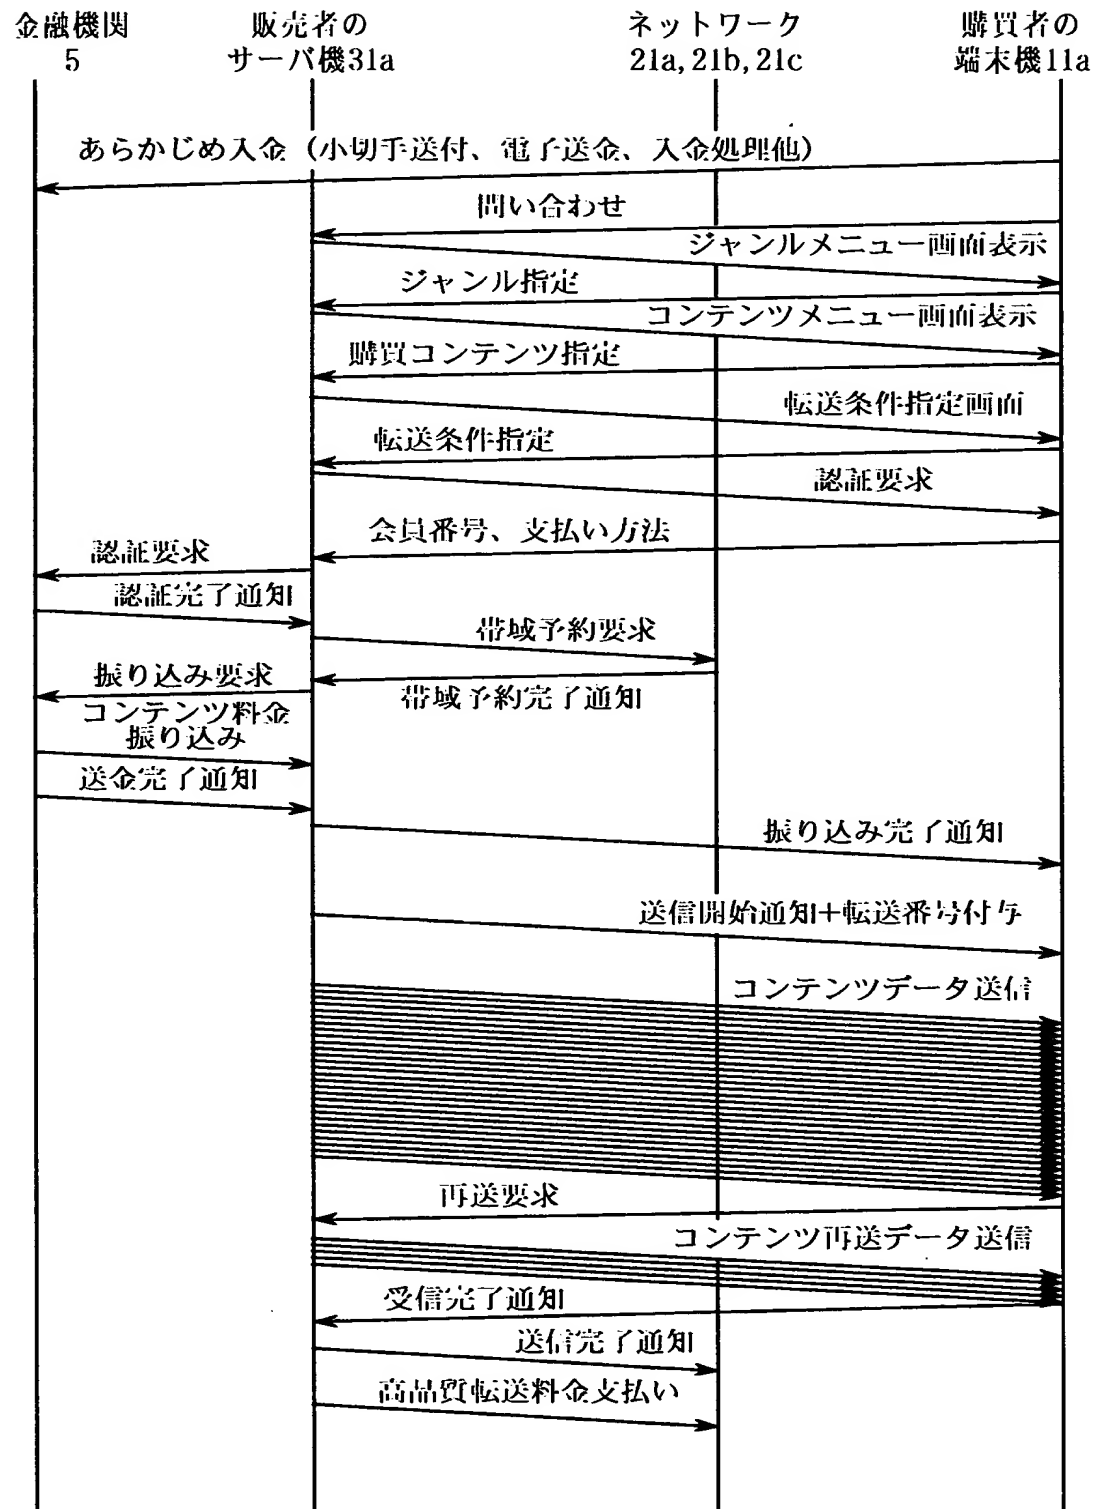 金融機関
5
販売者の
サーバ機31a
ネットワーク
21a,21b,21c
購買者の
端末機11a
あらかじめ入金（小切手送付、電子送金、入金処理他）
問い合わせ
ジャンルメニュー画面表示
ジャンル指定
コンテンツメニュー画面表示
購買コンテンツ指定
転送条件指定画面
転送条件指定
認証要求
会員番号、支払い方法
認証要求
認証完了通知
帯域予約要求
振り込み要求
帯域予約完了通知
コンテンツ料金
振り込み
送金完了通知
振り込み完了通知
送信開始通知+転送番号付与
コンテンツデータ送信
再送要求
コンテンツ再送データ送信
受信完了通知
送信完了通知
高品質転送料金支払い